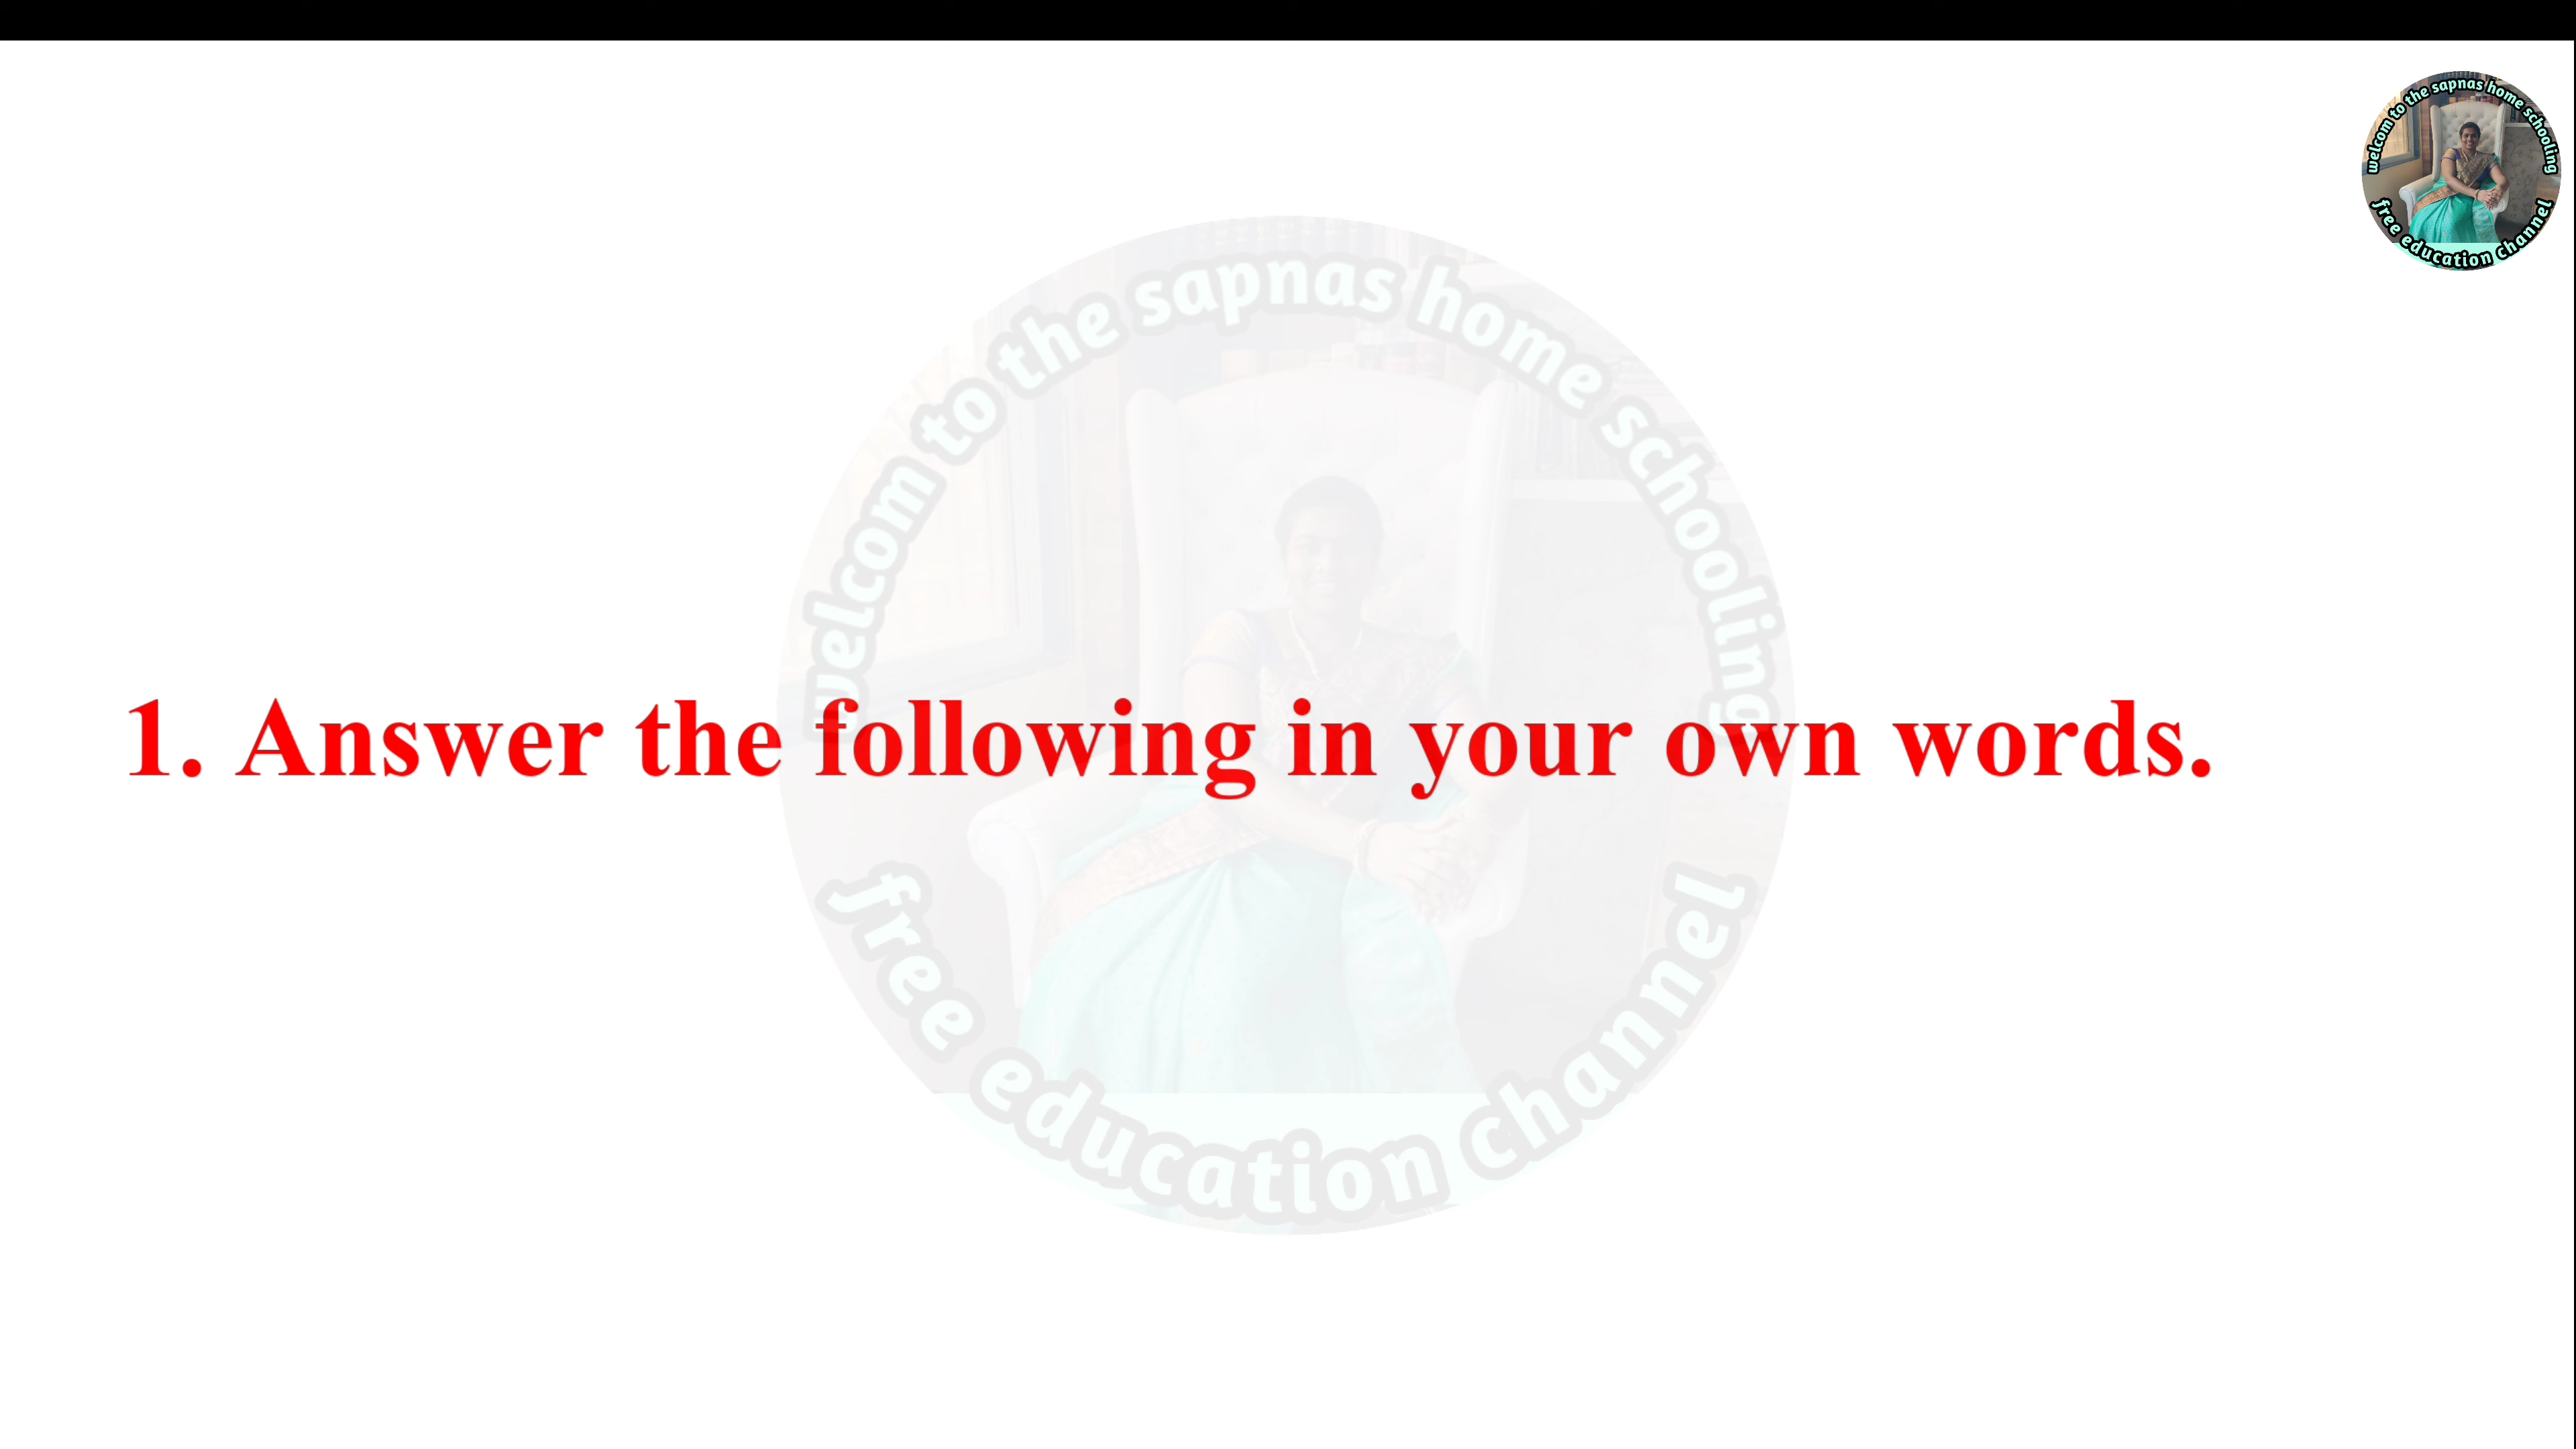 welcom to the sapnas home schooling
free education channel
welcom to the sapnas home schooling
1. Answer the following in your own words.
free education channel